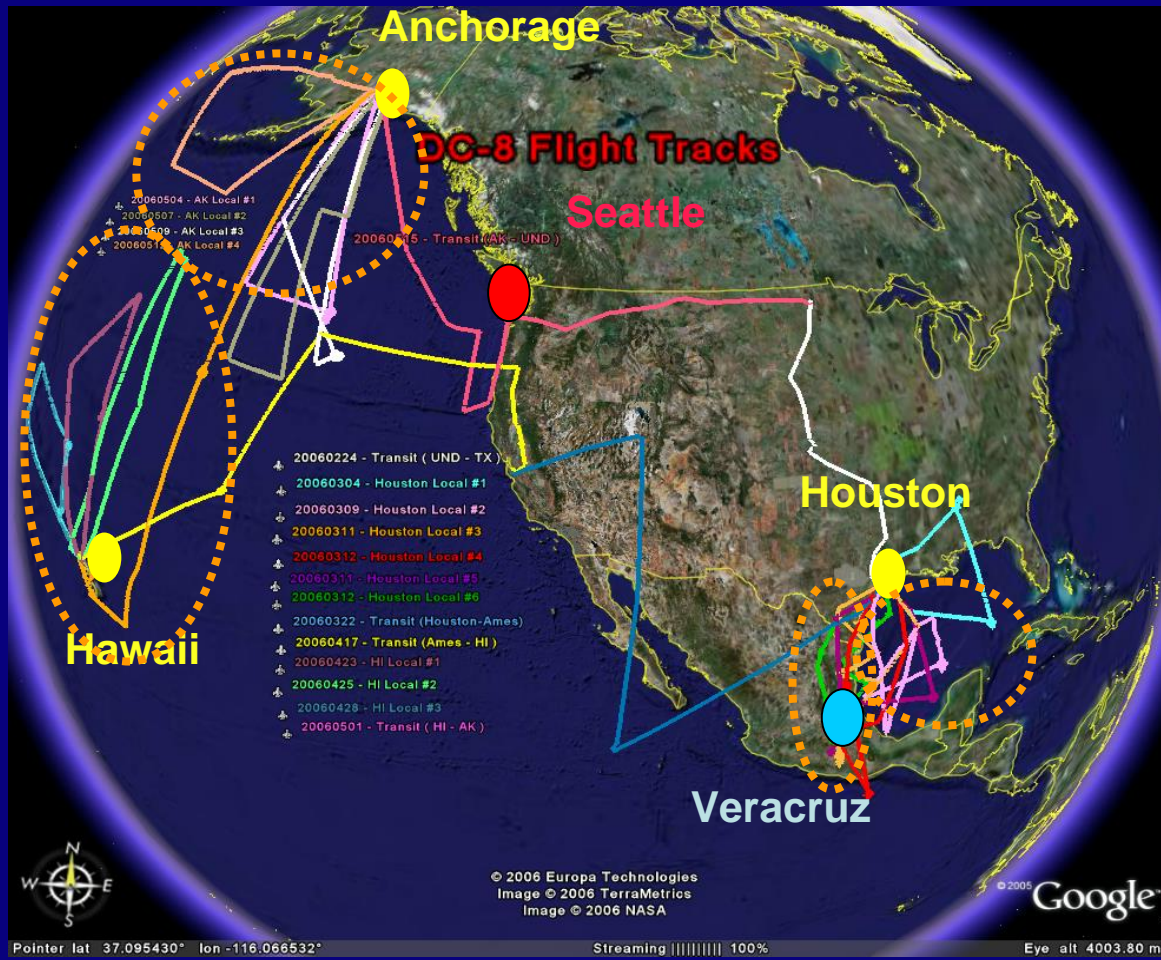 Anchorage
DC-8 Flight Tracks
Seattle
20060504 - AK Local #1
20060507 - AK Local #2
20060509 - AK Local #3
20060512 - AK Local #4
20060515 - Transit (AK - UND )
20060224 - Transit ( UND - TX )
20060304 - Houston Local #1
20060309 - Houston Local #2
20060311 - Houston Local #3
20060312 - Houston Local #4
20060311 - Houston Local #5
20060312 - Houston Local #6
20060322 - Transit (Houston-Ames)
20060417 - Transit (Ames - HI )
20060423 - HI Local #1
20060425 - HI Local #2
20060428 - HI Local #3
20060501 - Transit ( HI - AK )
Houston
Hawaii
Veracruz
N
W E
S
© 2006 Europa Technologies
Image © 2006 TerraMetrics
Image © 2006 NASA
© 2005 Google™
Pointer lat 37.095430° lon -116.066532° Streaming |||||||||| 100% Eye alt 4003.80 m